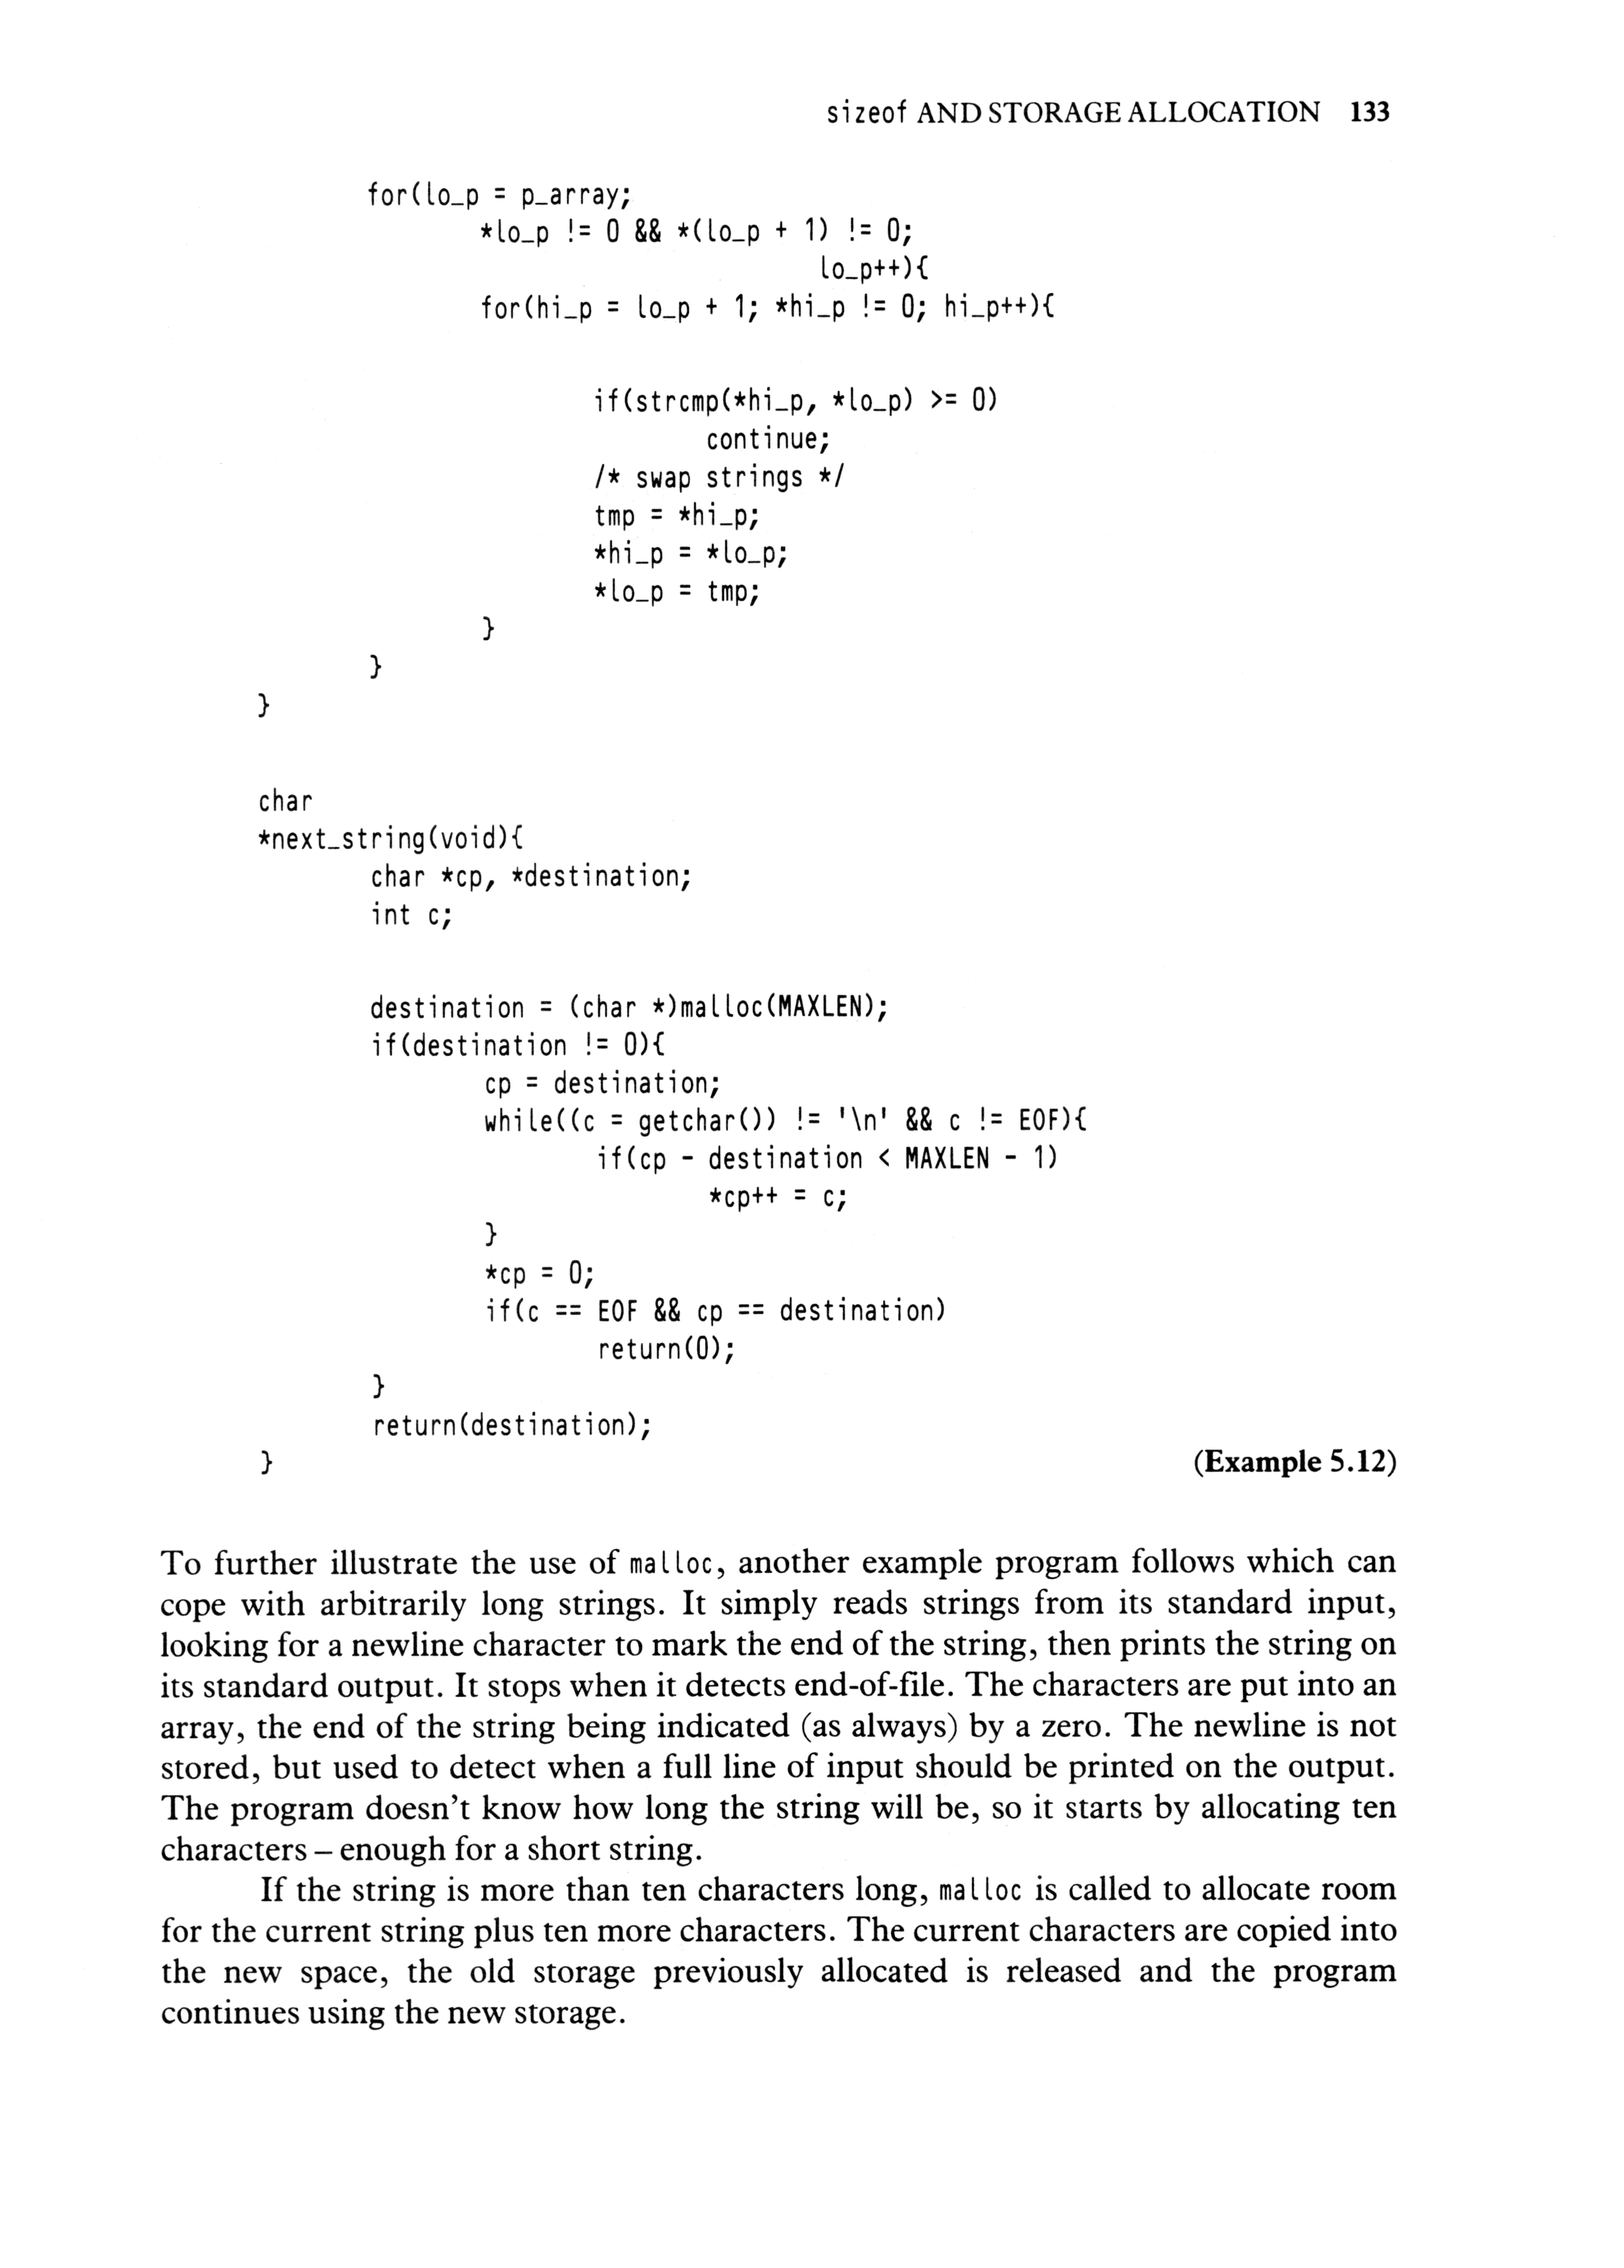 sizeof AND STORAGE ALLOCATION 133
for(lo_p = p_array;
*lo_p != 0 && *(lo_p + 1) != 0;
lo_p++){
for(hi_p = lo_p + 1; *hi_p != 0; hi_p++){
if(strcmp(*hi_p, *lo_p) >= 0)
continue;
/* swap strings */
tmp = *hi_p;
*hi_p = *lo_p;
*lo_p = tmp;
}
}
}
char
*next_string(void){
char *cp, *destination;
int c;
destination = (char *)malloc(MAXLEN);
if(destination != 0){
cp = destination;
while((c = getchar()) != '\n' && c != EOF){
if(cp - destination < MAXLEN - 1)
*cp++ = c;
}
*cp = 0;
if(c == EOF && cp == destination)
return(0);
}
return(destination);
} (Example 5.12)
To further illustrate the use of malloc, another example program follows which can
cope with arbitrarily long strings. It simply reads strings from its standard input,
looking for a newline character to mark the end of the string, then prints the string on
its standard output. It stops when it detects end-of-file. The characters are put into an
array, the end of the string being indicated (as always) by a zero. The newline is not
stored, but used to detect when a full line of input should be printed on the output.
The program doesn't know how long the string will be, so it starts by allocating ten
characters – enough for a short string.
If the string is more than ten characters long, malloc is called to allocate room
for the current string plus ten more characters. The current characters are copied into
the new space, the old storage previously allocated is released and the program
continues using the new storage.